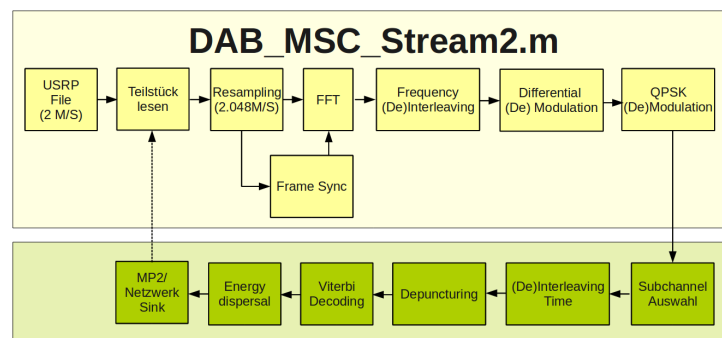 DAB_MSC_Stream2.m
USRP
File
(2 M/S)
Teilstück
lesen
Resampling
(2.048M/S)
FFT
Frequency
(De)Interleaving
Differential
(De) Modulation
QPSK
(De)Modulation
Frame Sync
MP2/
Netzwerk
Sink
Energy
dispersal
Viterbi
Decoding
Depuncturing
(De)Interleaving
Time
Subchannel
Auswahl